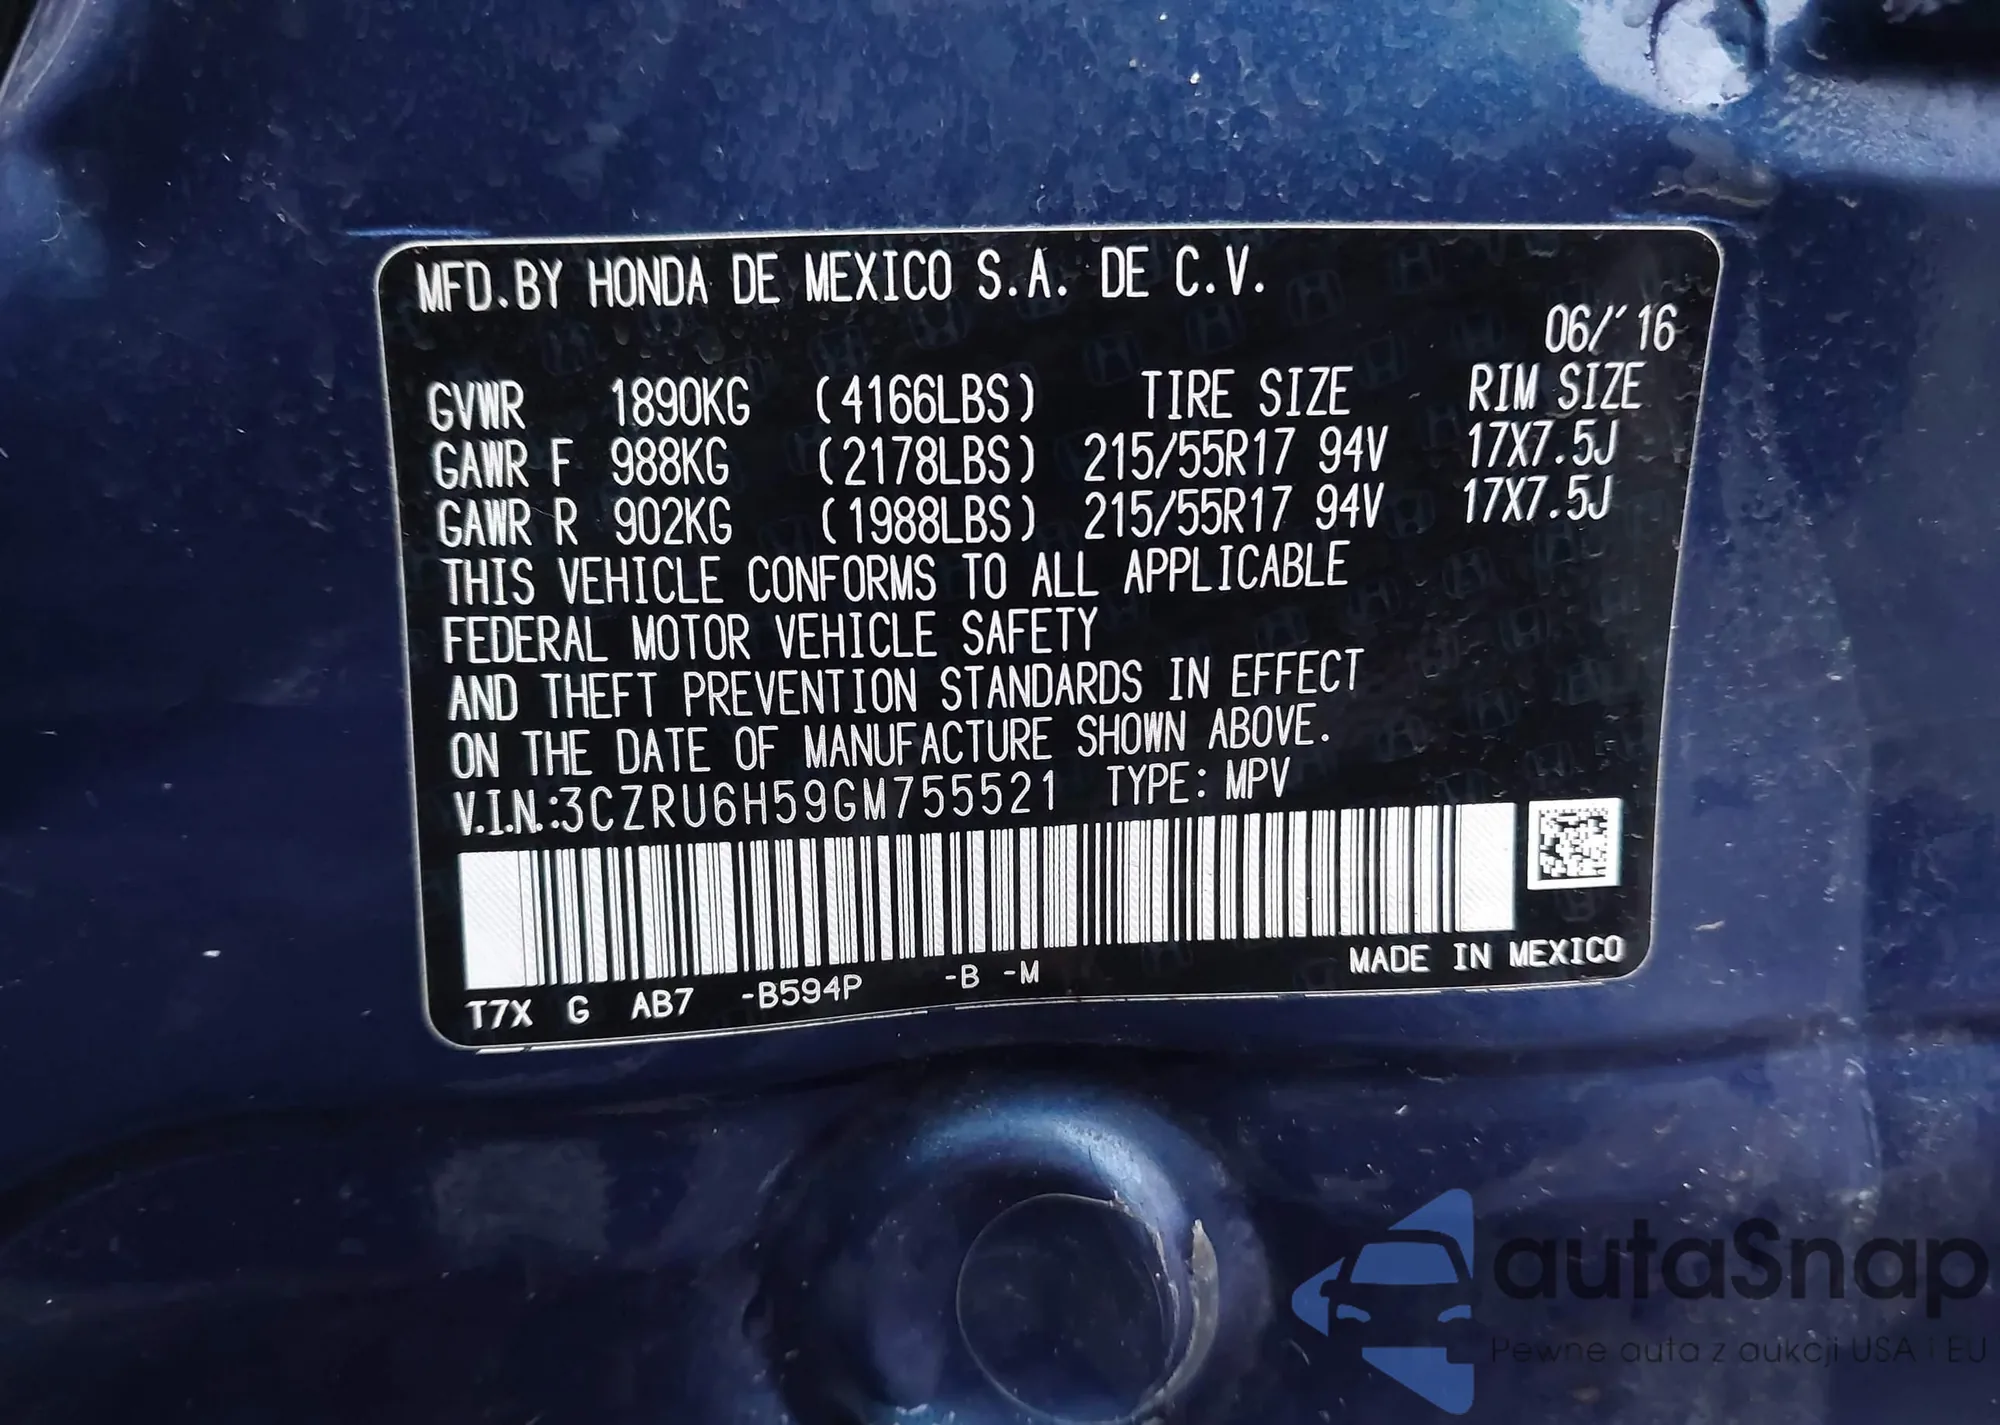 MFD.BY HONDA DE MEXICO S.A. DE C.V.
06/'16
GVWR 1890KG (4166LBS) TIRE SIZE RIM SIZE
GAWR F 988KG (2178LBS) 215/55R17 94V 17X7.5J
GAWR R 902KG (1988LBS) 215/55R17 94V 17X7.5J
THIS VEHICLE CONFORMS TO ALL APPLICABLE
FEDERAL MOTOR VEHICLE SAFETY
AND THEFT PREVENTION STANDARDS IN EFFECT
ON THE DATE OF MANUFACTURE SHOWN ABOVE.
V.I.N.:3CZRU6H59GM755521 TYPE: MPV
MADE IN MEXICO
T7X G AB7 -B594P -B -M
autoSnap
Pewne auta z aukcji USA i EU